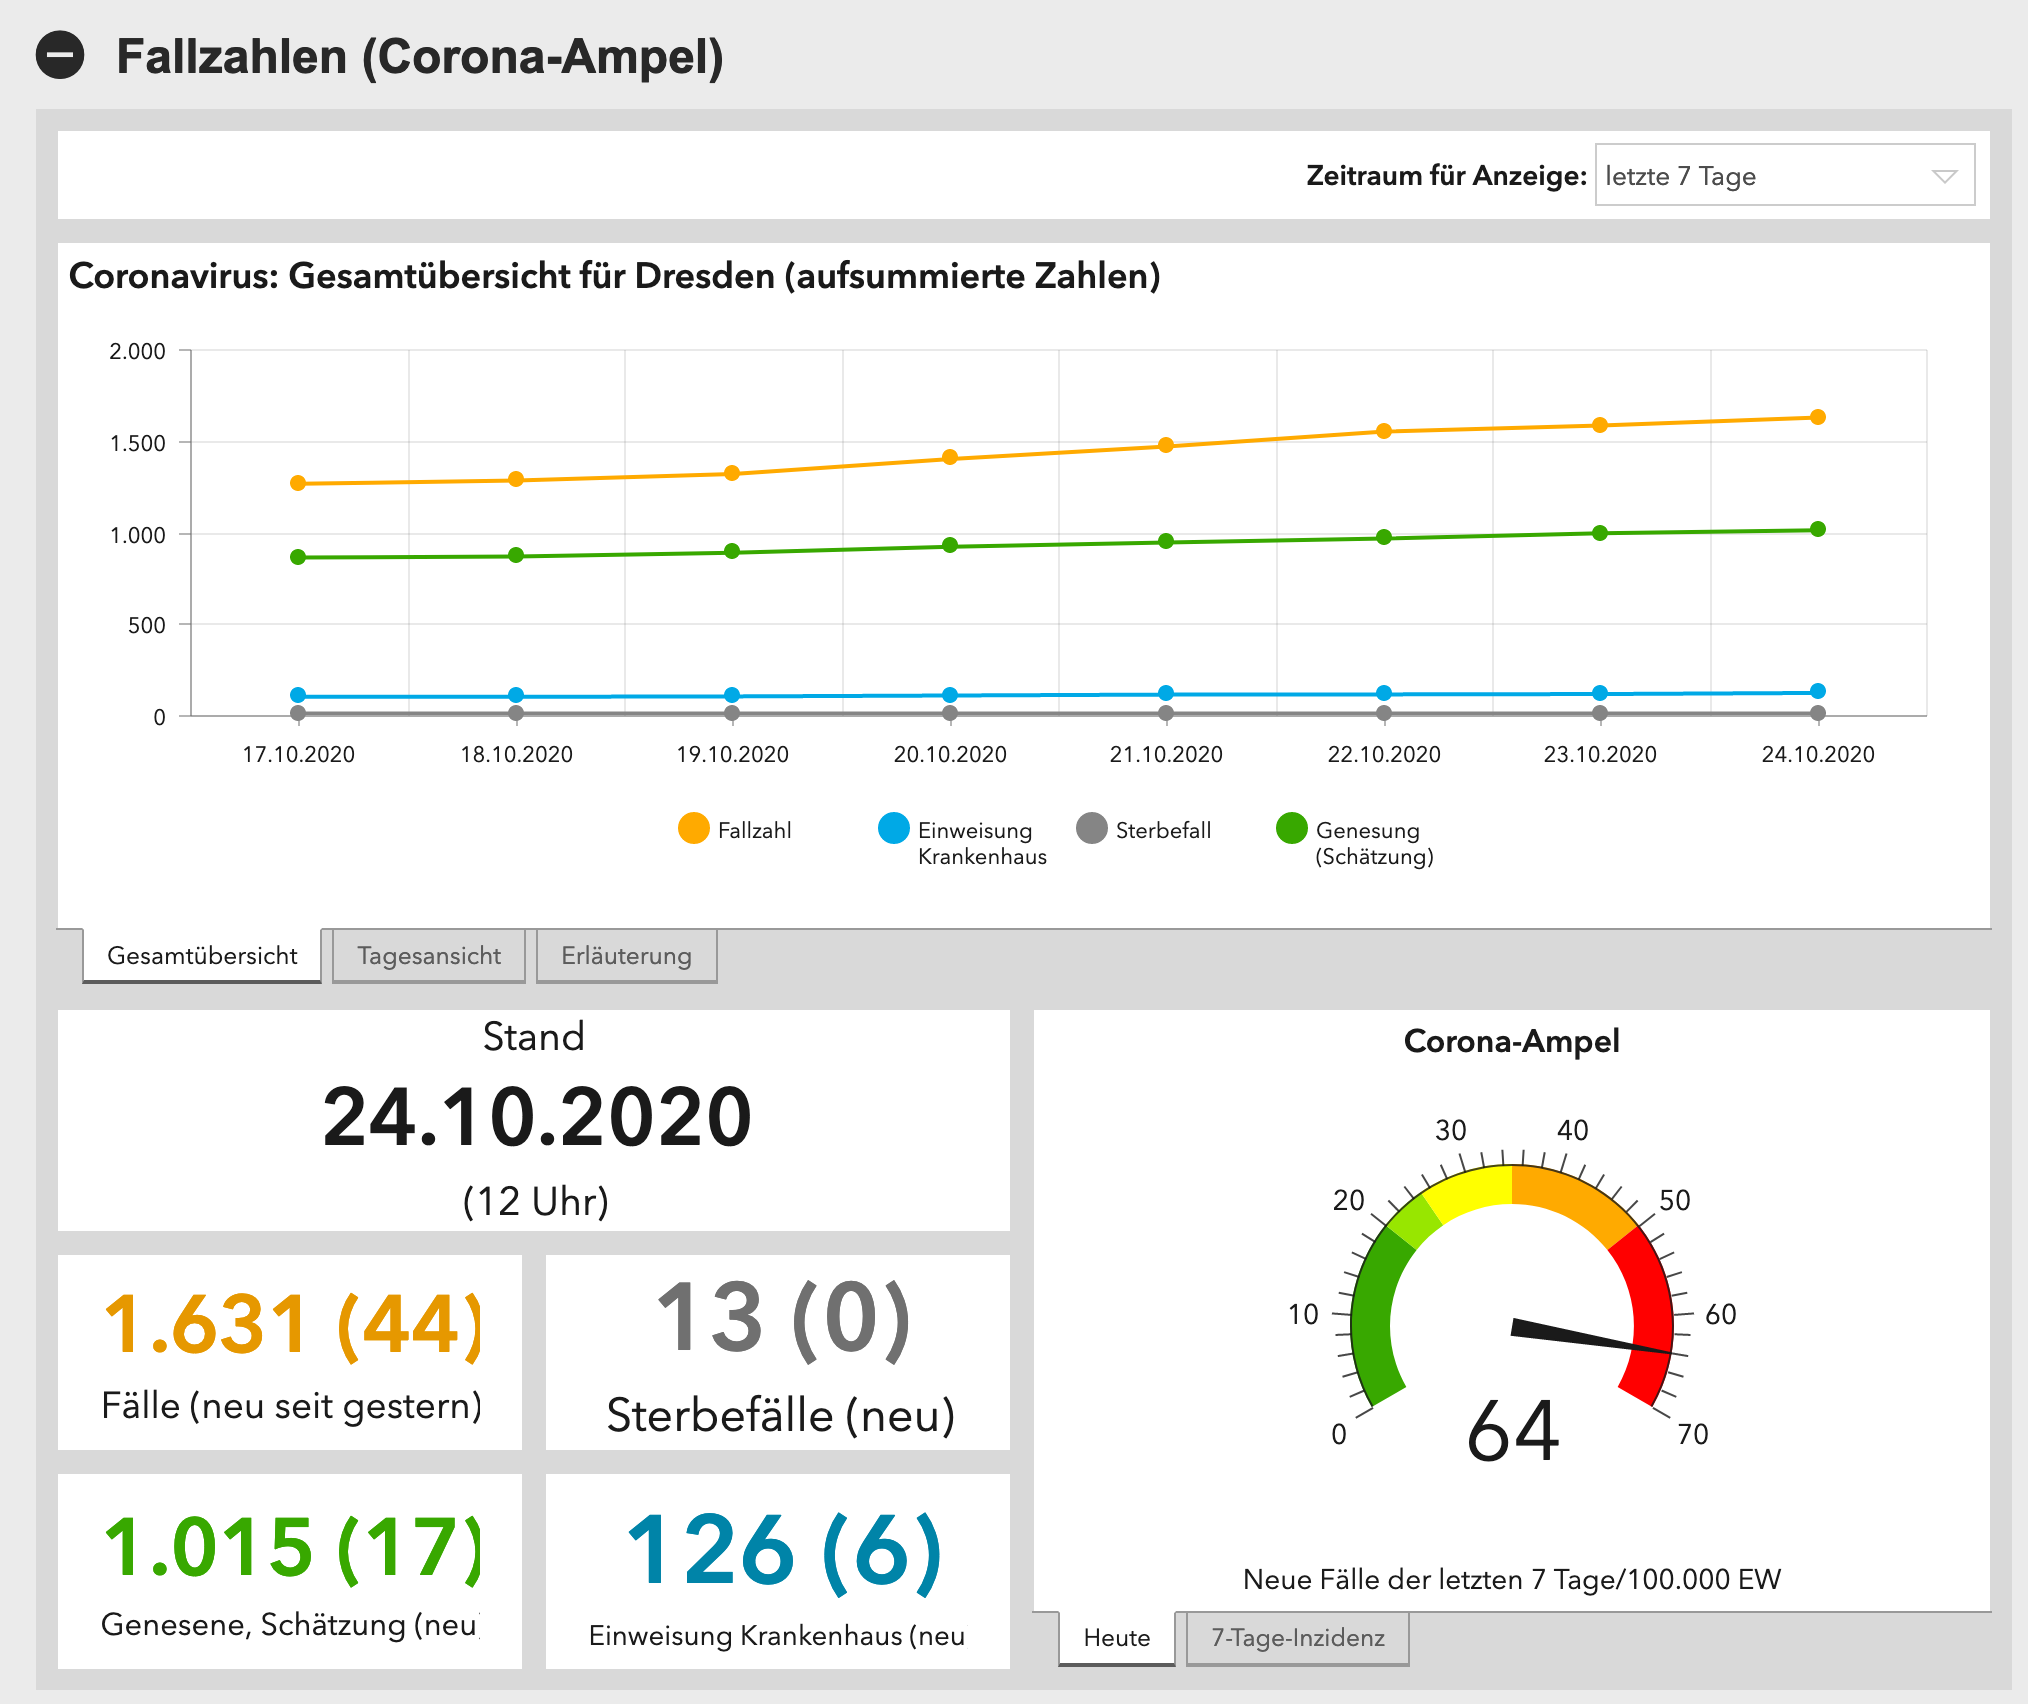 Fallzahlen (Corona-Ampel)
Zeitraum für Anzeige: letzte 7 Tage
Coronavirus: Gesamtübersicht für Dresden (aufsummierte Zahlen)
2.000
1.500
1.000
500
0
17.10.2020 18.10.2020 19.10.2020 20.10.2020 21.10.2020 22.10.2020 23.10.2020 24.10.2020
Fallzahl
Einweisung
Krankenhaus
Sterbefall
Genesung
(Schätzung)
Gesamtübersicht Tagesansicht Erläuterung
Stand
24.10.2020
(12 Uhr)
1.631 (44)
Fälle (neu seit gestern)
13 (0)
Sterbefälle (neu)
1.015 (17)
Genesene, Schätzung (neu)
126 (6)
Einweisung Krankenhaus (neu
Corona-Ampel
0
10
20
30
40
50
60
70
64
Neue Fälle der letzten 7 Tage/100.000 EW
Heute 7-Tage-Inzidenz